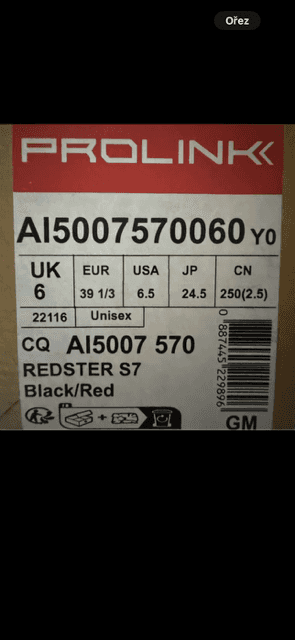 Ořez
PROLINK
AI5007570060 Y0
UK EUR USA JP CN
6 39 1/3 6.5 24.5 250(2.5)
22116 Unisex
CQ AI5007 570
REDSTER S7
Black/Red
GM
0 887445 229896